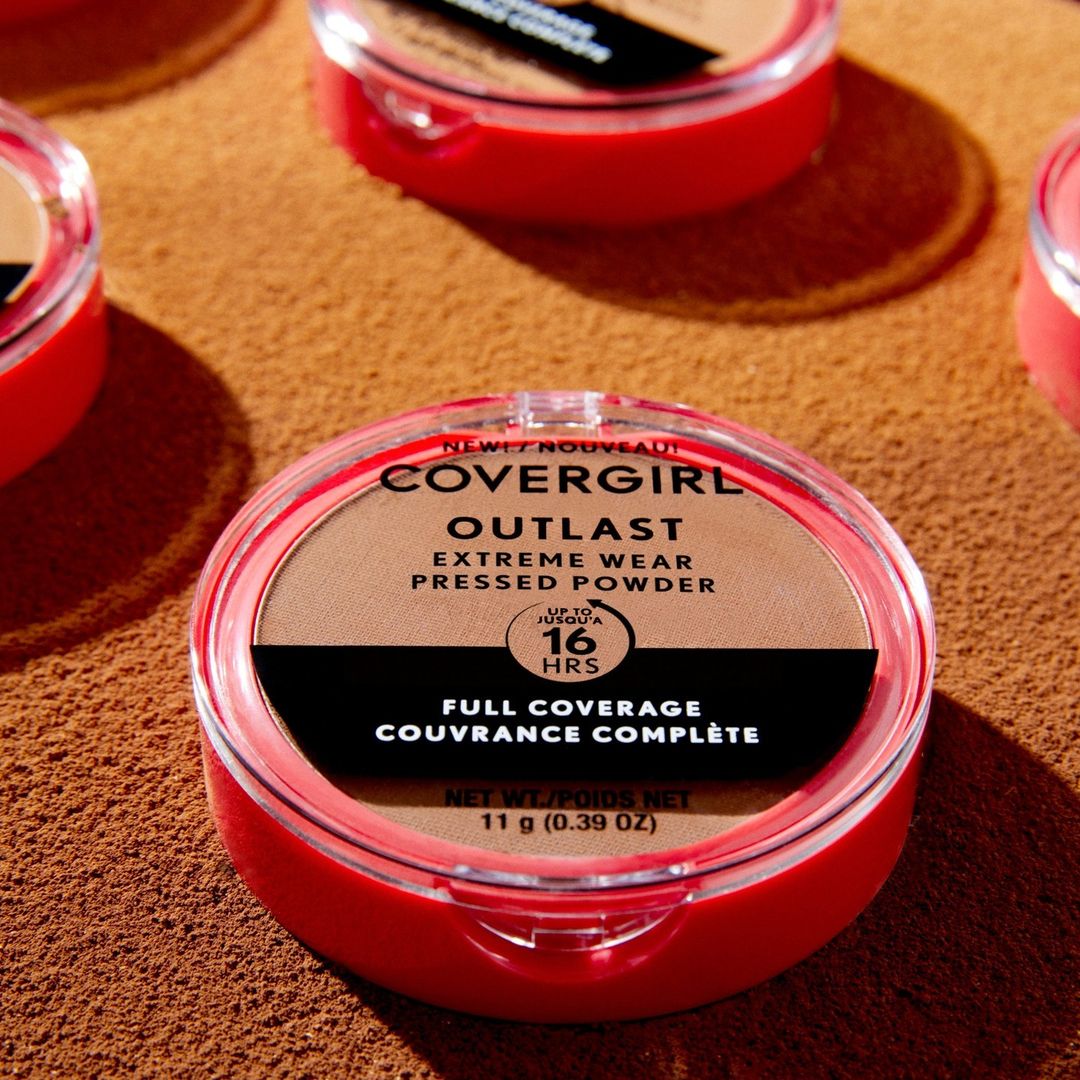 COMPLÈTE
NEW! / NOUVEAU!
COVERGIRL
OUTLAST
EXTREME WEAR
PRESSED POWDER
UP TO
JUSQU'A
16
HRS
FULL COVERAGE
COUVRANCE COMPLÈTE
NET WT./POIDS NET
11 g (0.39 OZ)